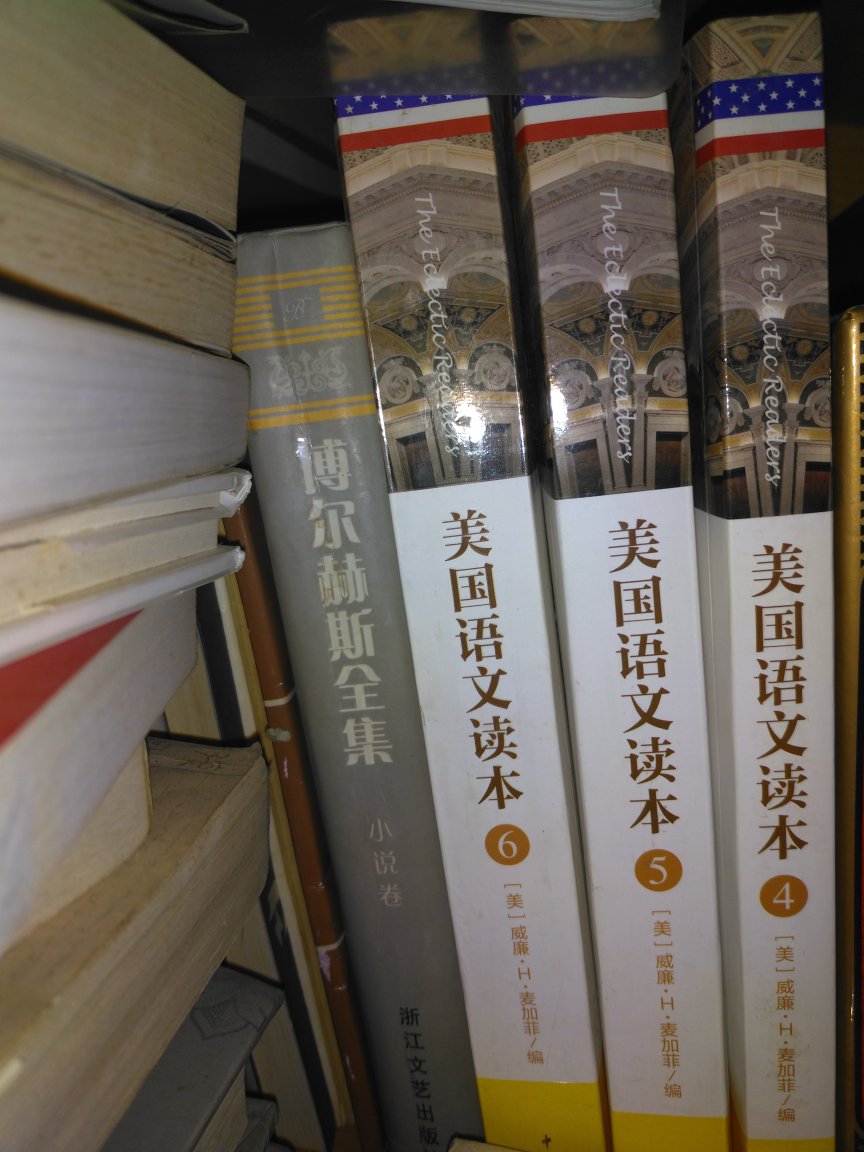 B
博尔赫斯全集
小说卷
浙江文艺出版
The Eclectic Readers
美国语文读本
6
[美]威廉·H·麦加菲/编
中
The Eclectic Readers
美国语文读本
5
[美]威廉·H·麦加菲/编
The Eclectic Readers
美国语文读本
4
[美]威廉·H·麦加菲/编